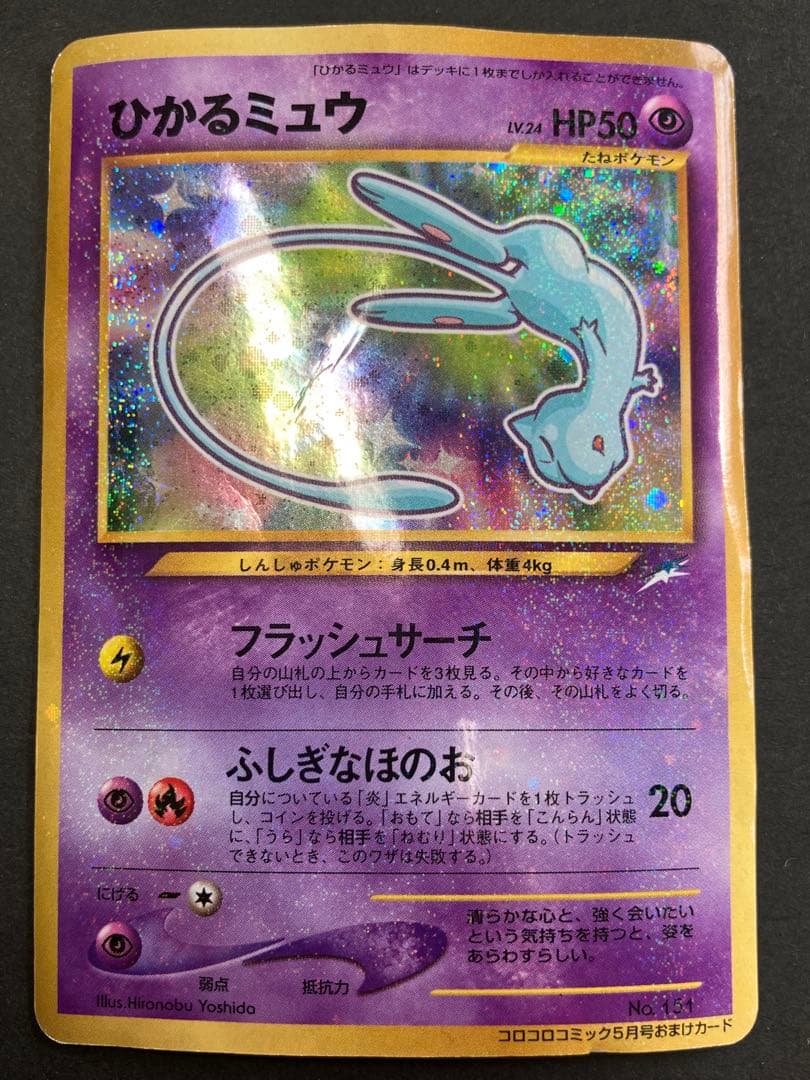 「ひかるミュウ」はデッキに1枚までしか入れることができません。
ひかるミュウ LV.24 HP50
たねポケモン
しんしゅポケモン：身長0.4m、体重4kg
フラッシュサーチ
自分の山札の上からカードを3枚見る。その中から好きなカードを
1枚選び出し、自分の手札に加える。その後、その山札をよく切る。
ふしぎなほのお 20
自分についている「炎」エネルギーカードを1枚トラッシュ
し、コインを投げる。「おもて」なら相手を「こんらん」状態
に、「うら」なら相手を「ねむり」状態にする。（トラッシュ
できないとき、このワザは失敗する。）
にげる
弱点 抵抗力
清らかな心と、強く会いたい
という気持ちを持つと、姿を
あらわすらしい。
Illus.Hironobu Yoshida
No. 151
コロコロコミック5月号おまけカード